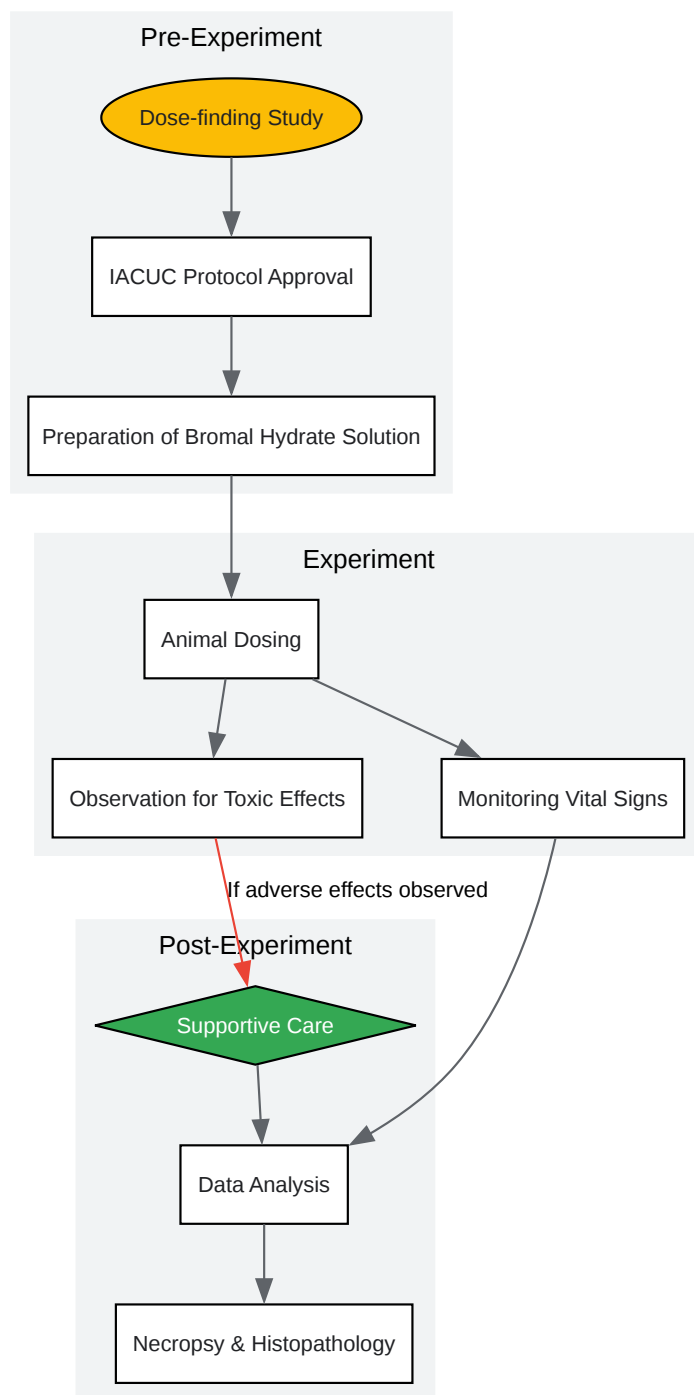 Pre-Experiment
Dose-finding Study
IACUC Protocol Approval
Preparation of Bromal Hydrate Solution
Experiment
Animal Dosing
Observation for Toxic Effects
Monitoring Vital Signs
If adverse effects observed
Post-Experiment
Supportive Care
Data Analysis
Necropsy & Histopathology